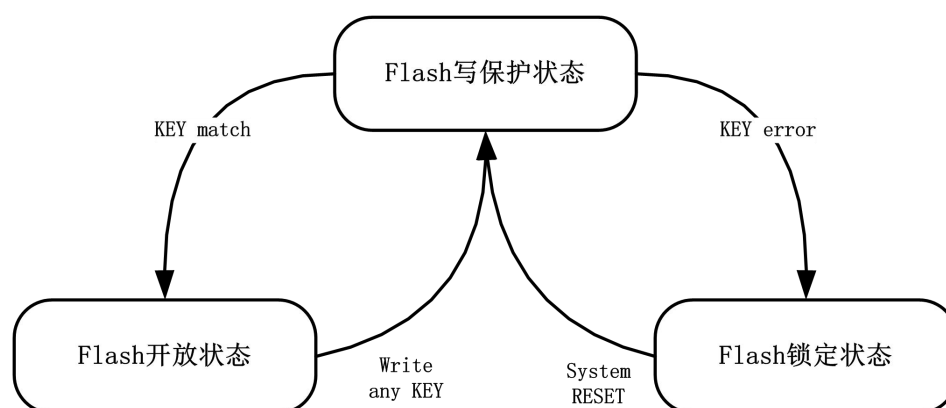 Flash写保护状态
KEY match
KEY error
Flash开放状态
Write
any KEY
System
RESET
Flash锁定状态